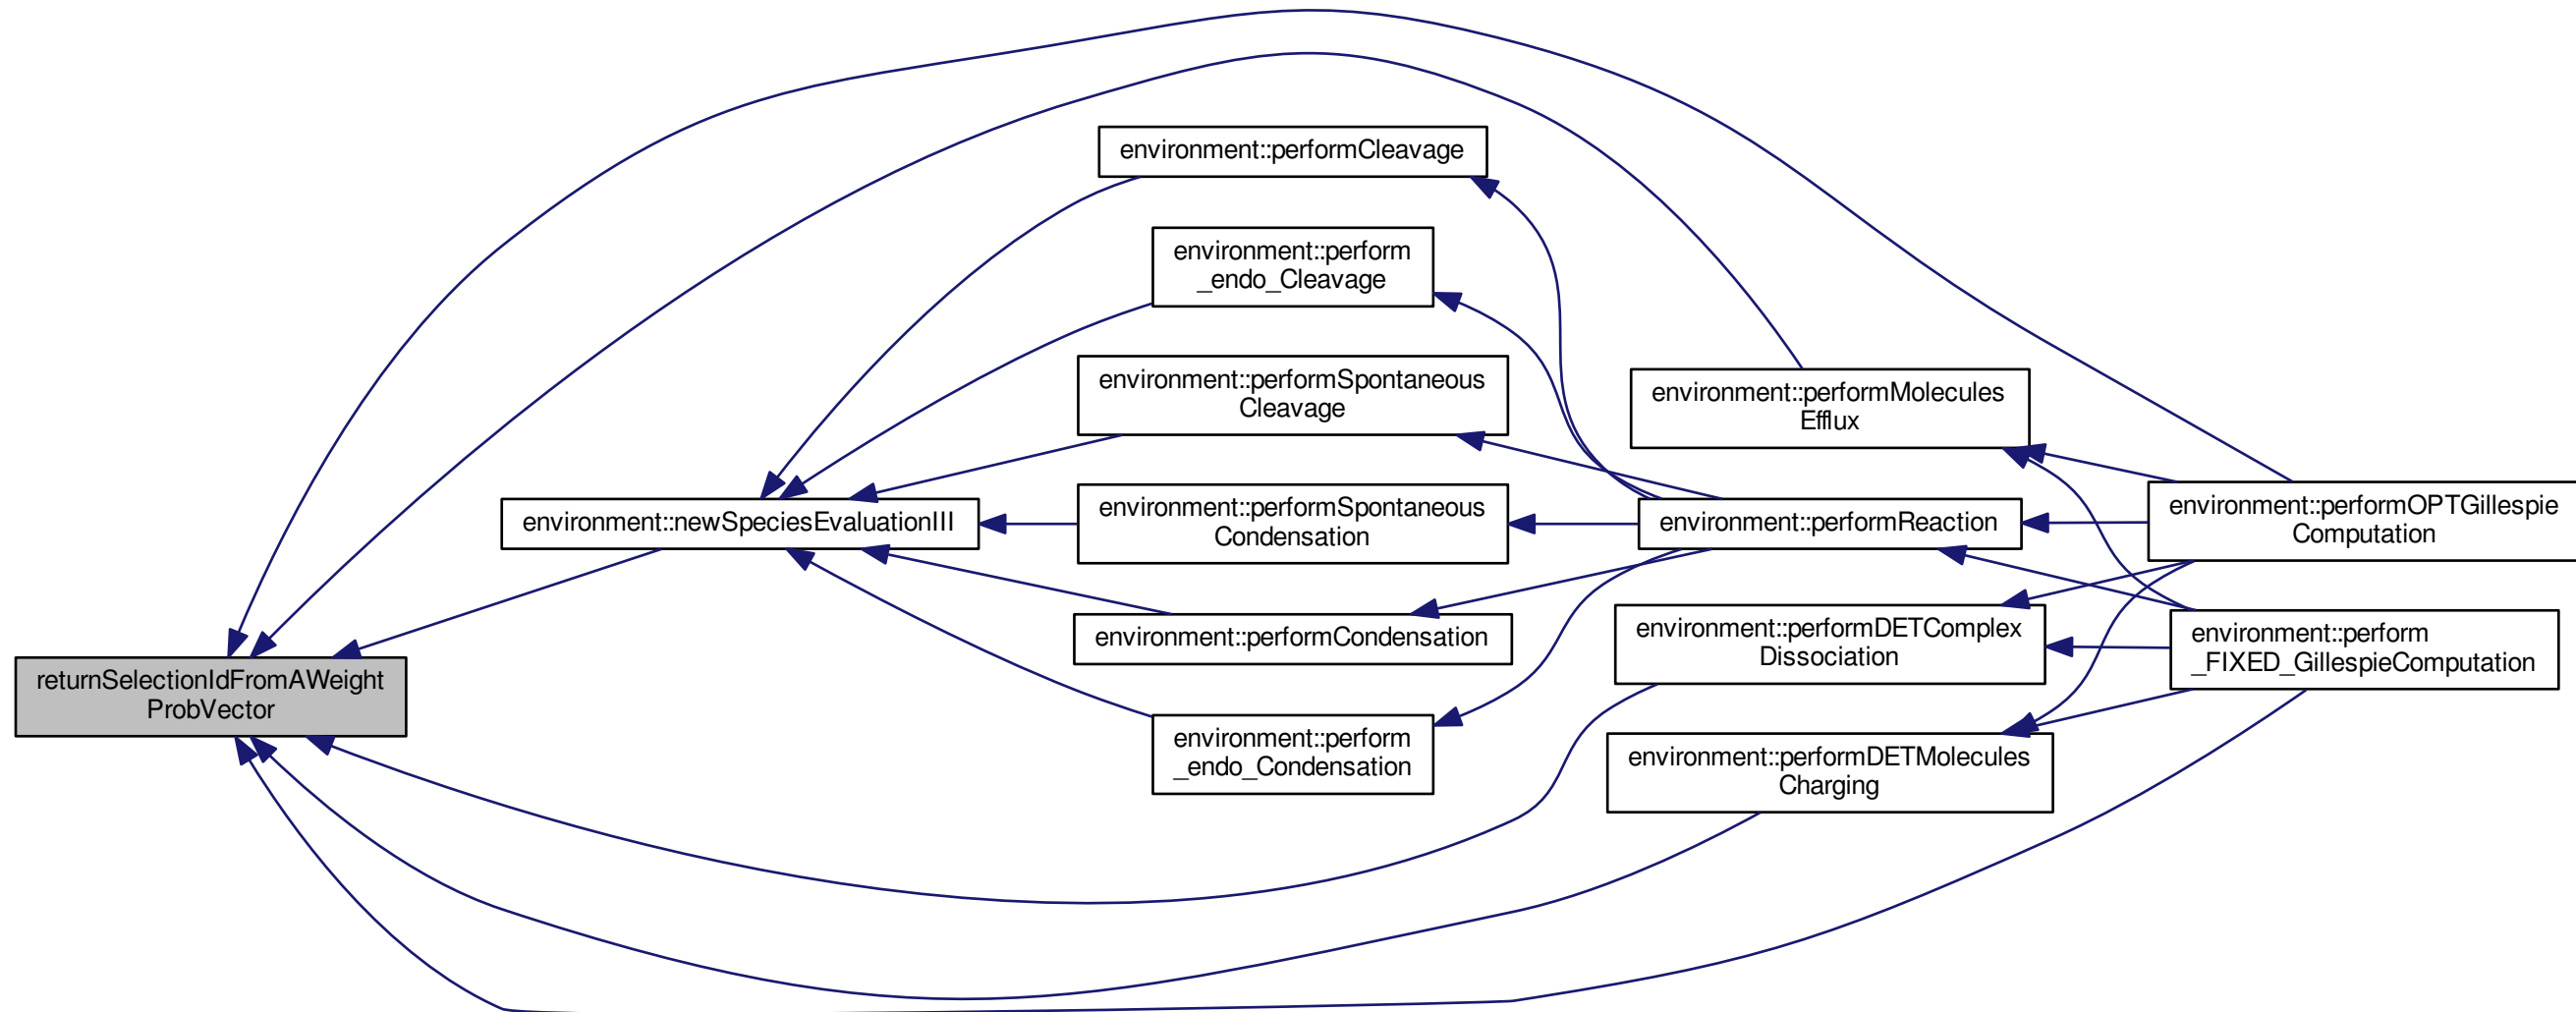 environment::performCleavage
environment::perform
_endo_Cleavage
environment::performSpontaneous
Cleavage
environment::performMolecules
Efflux
environment::newSpeciesEvaluationIII
environment::performSpontaneous
Condensation
environment::performReaction
environment::performOPTGillespie
Computation
environment::performCondensation
environment::performDETComplex
Dissociation
environment::perform
_FIXED_GillespieComputation
returnSelectionIdFromAWeight
ProbVector
environment::perform
_endo_Condensation
environment::performDETMolecules
Charging